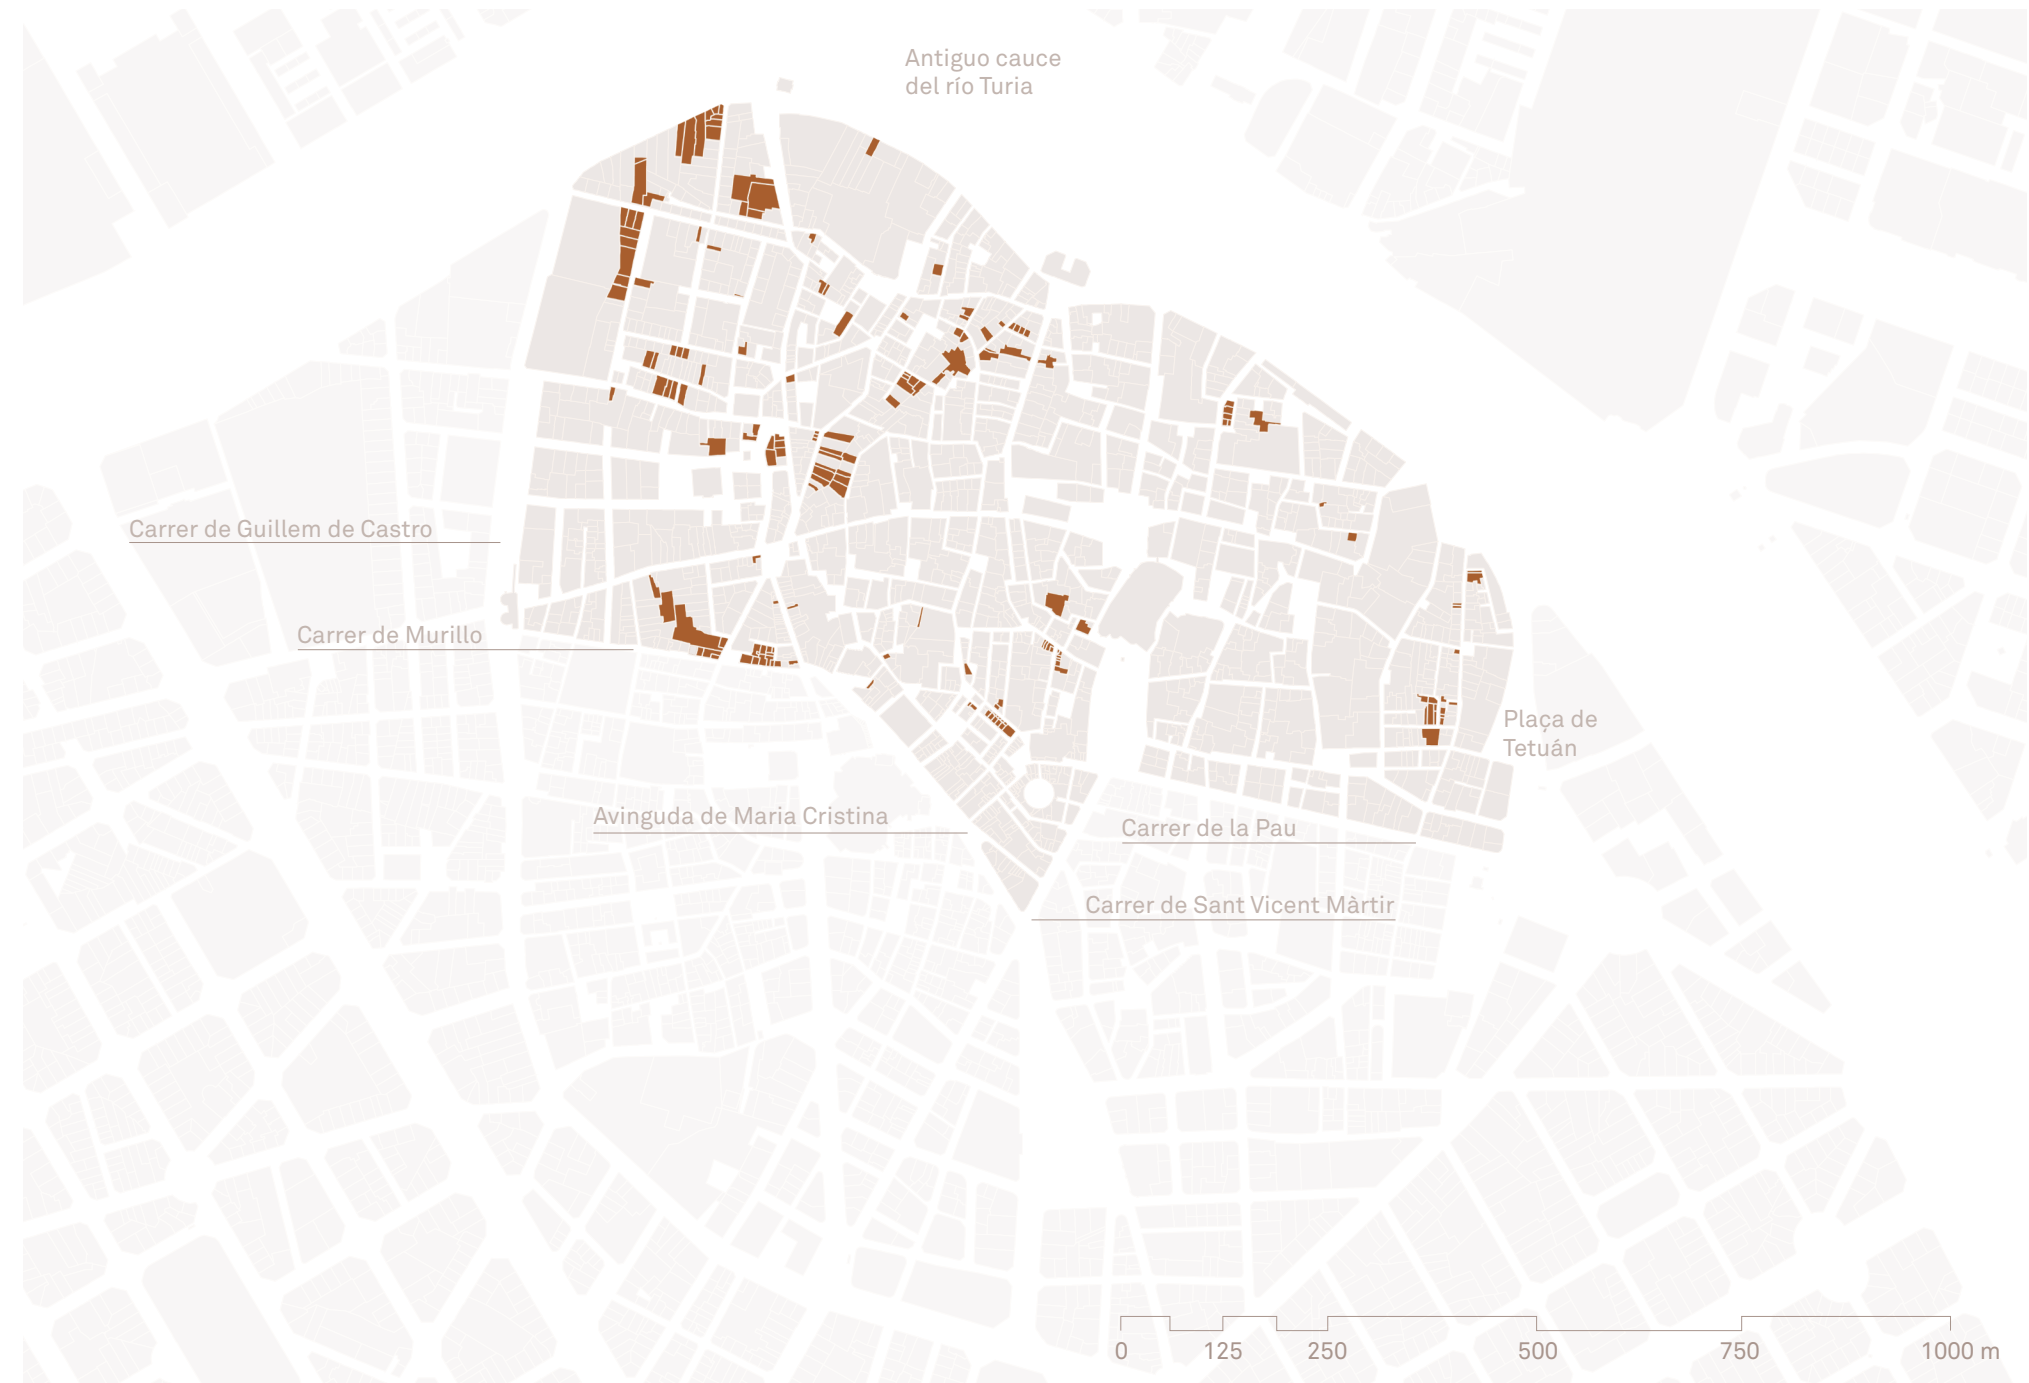 Antiguo cauce
del río Turia
Carrer de Guillem de Castro
Carrer de Murillo
Plaça de
Tetuán
Avinguda de Maria Cristina
Carrer de la Pau
Carrer de Sant Vicent Màrtir
0 125 250 500 750 1000 m